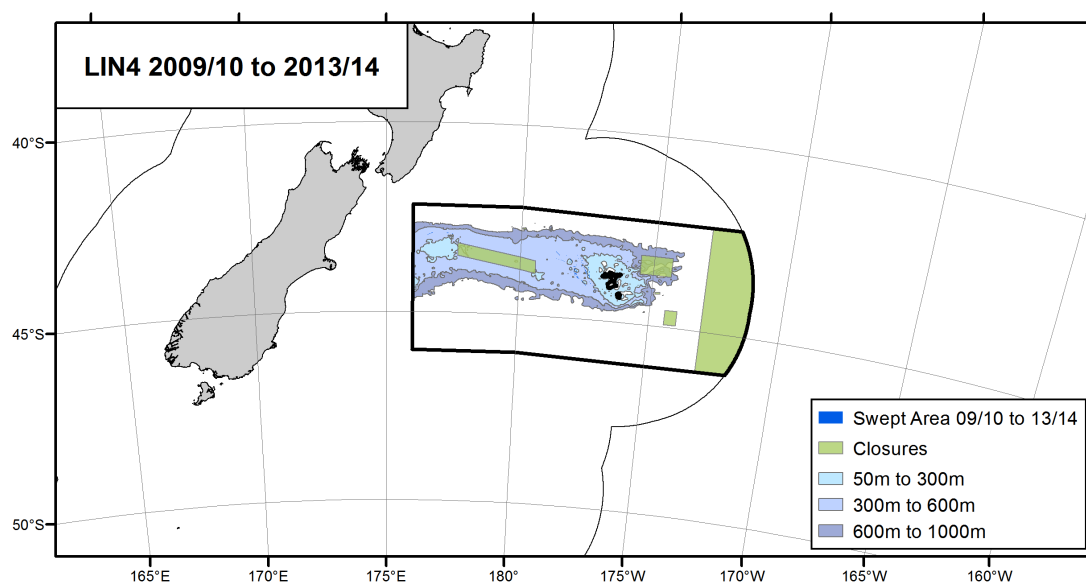 LIN4 2009/10 to 2013/14
40°S
45°S
50°S
Swept Area 09/10 to 13/14
Closures
50m to 300m
300m to 600m
600m to 1000m
165°E
170°E
175°E
180°
175°W
170°W
165°W
160°W